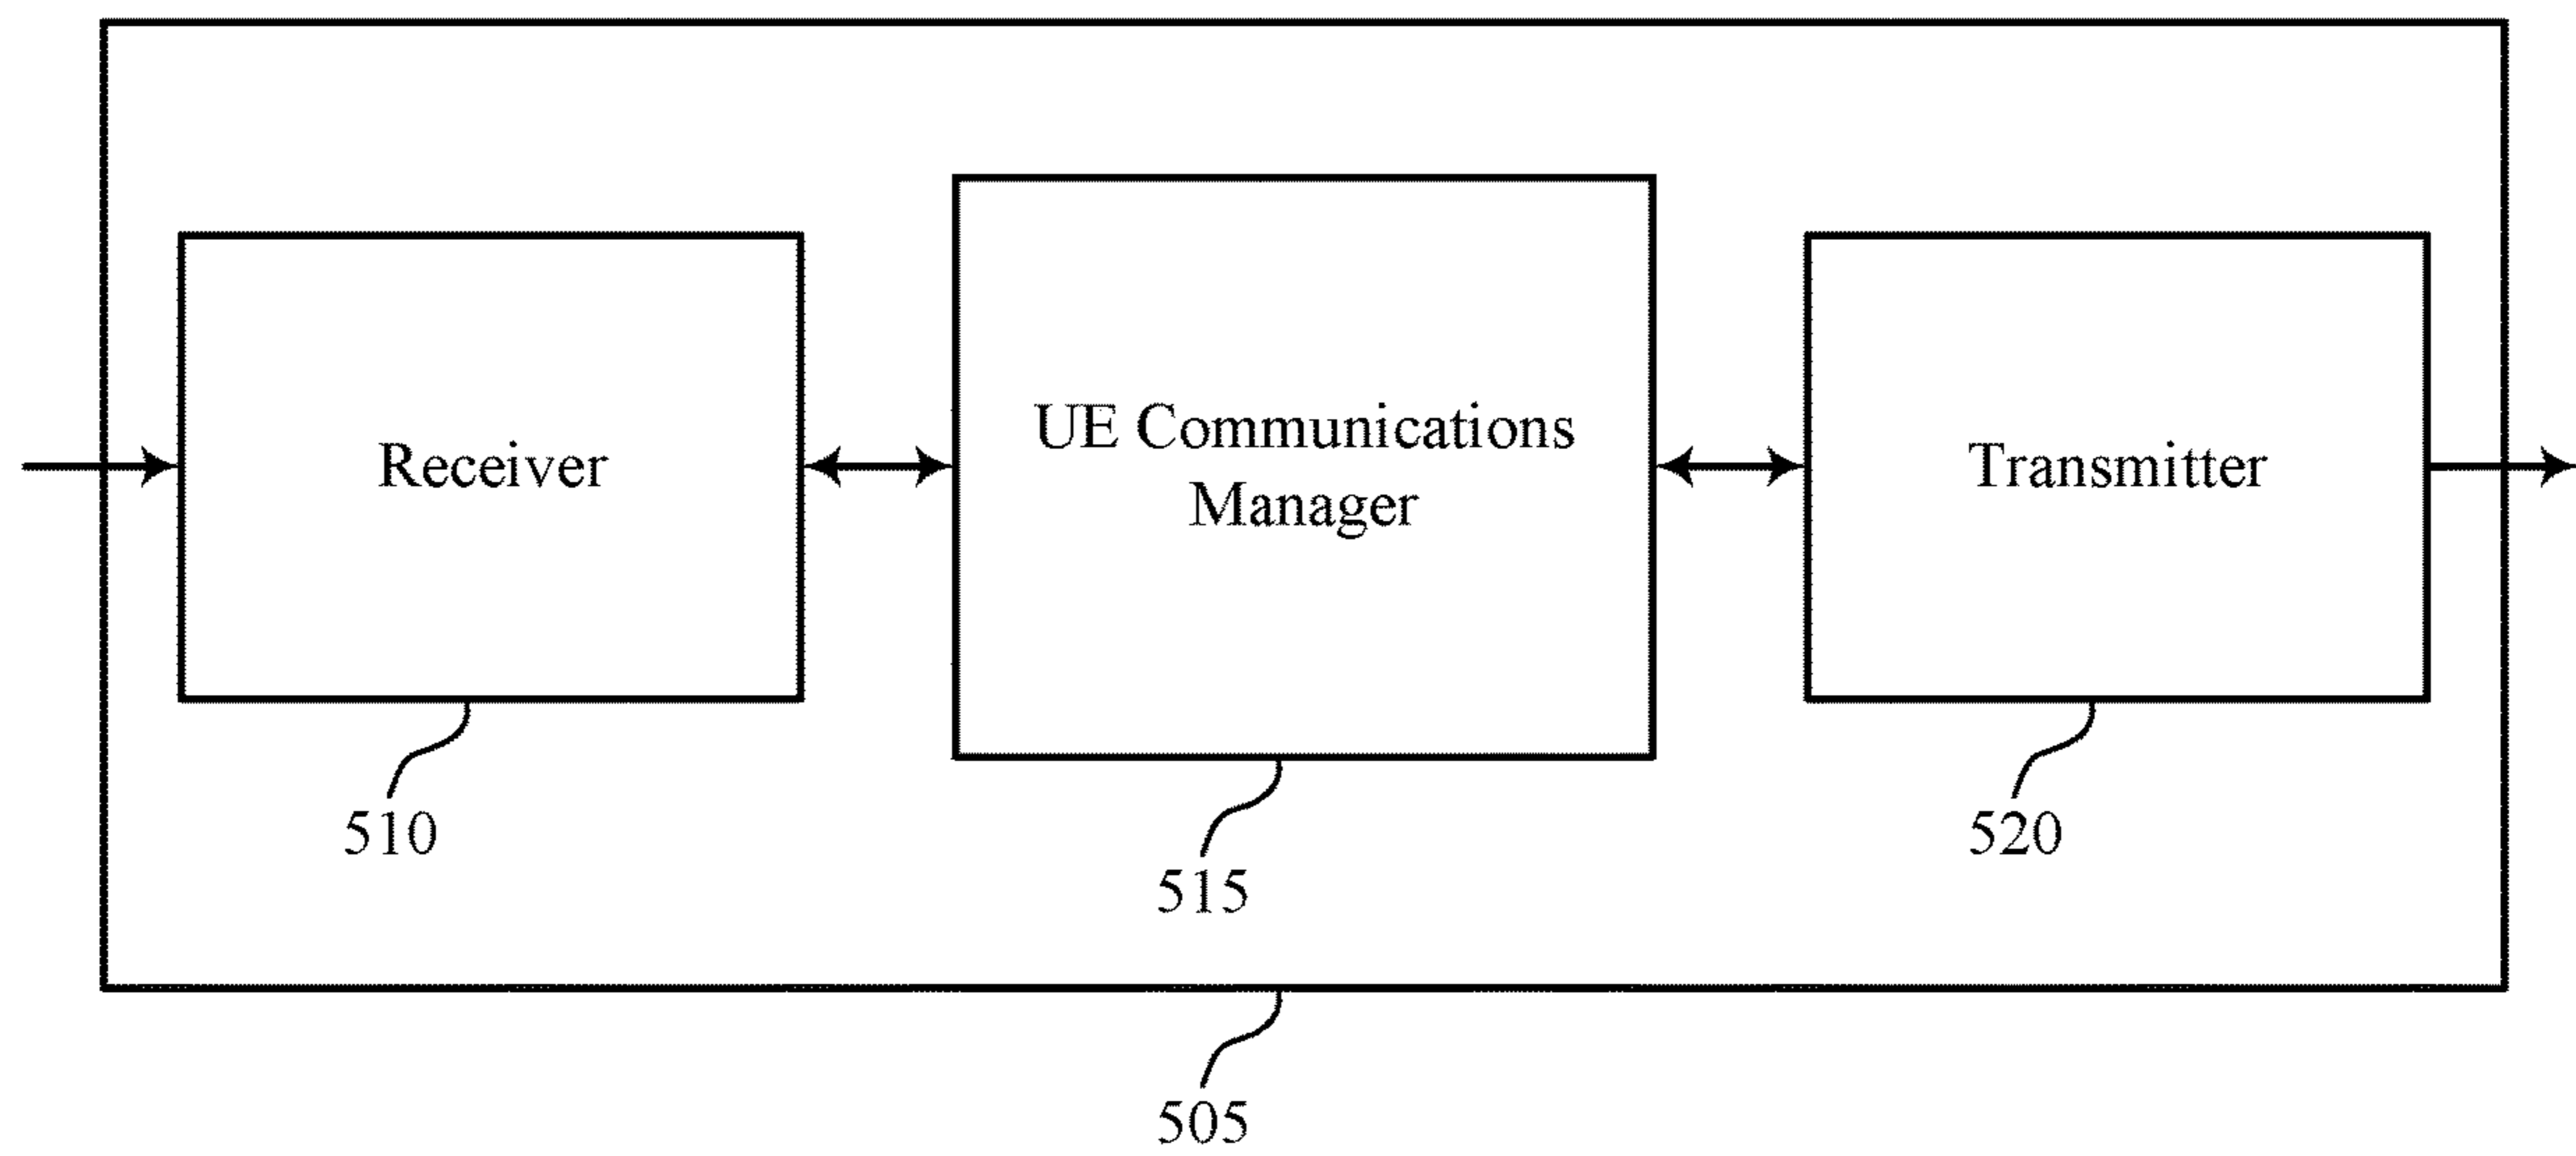 Receiver
UE Communications
Manager
Transmitter
510
515
520
505